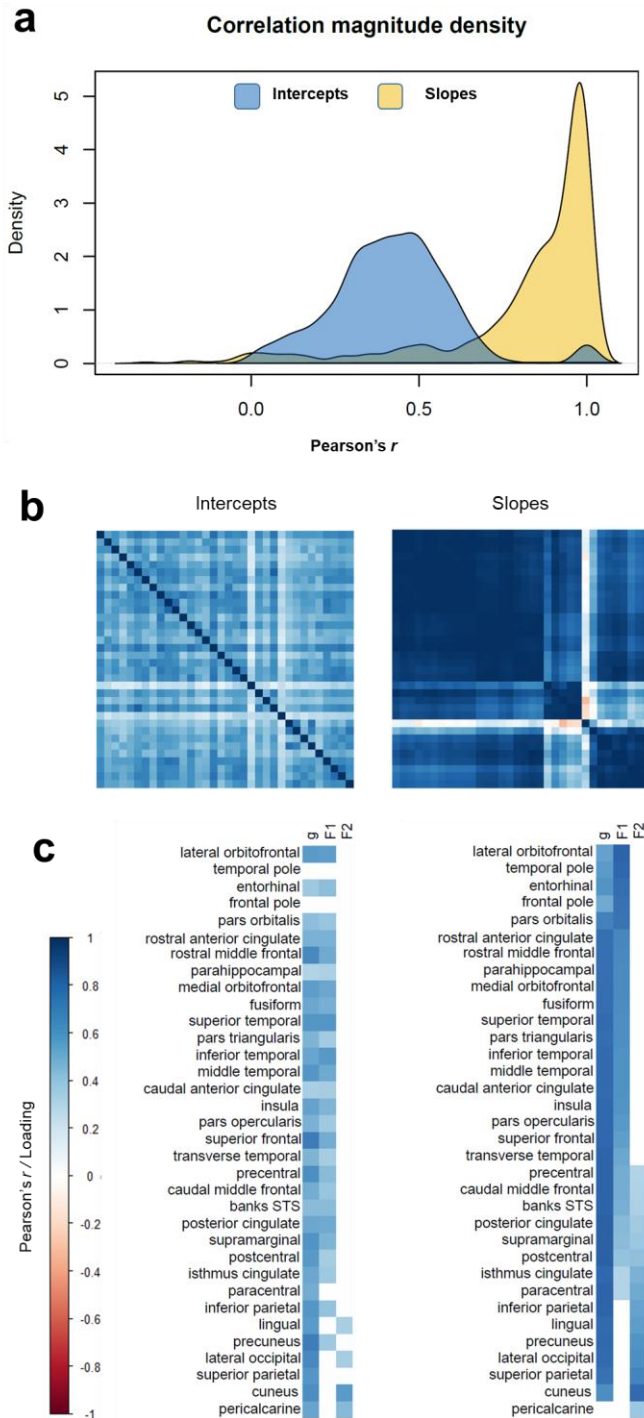 a
Correlation magnitude density
Intercepts Slopes
Density
5
4
3
2
1
0
0.0 0.5 1.0
Pearson's r
b
Intercepts Slopes
c
g F1 F2
lateral orbitofrontal
temporal pole
entorhinal
frontal pole
pars orbitalis
rostral anterior cingulate
rostral middle frontal
parahippocampal
medial orbitofrontal
fusiform
superior temporal
pars triangularis
inferior temporal
middle temporal
caudal anterior cingulate
insula
pars opercularis
superior frontal
transverse temporal
precentral
caudal middle frontal
banks STS
posterior cingulate
supramarginal
postcentral
isthmus cingulate
paracentral
inferior parietal
lingual
precuneus
lateral occipital
superior parietal
cuneus
pericalcarine
g F1 F2
lateral orbitofrontal
temporal pole
entorhinal
frontal pole
pars orbitalis
rostral anterior cingulate
rostral middle frontal
parahippocampal
medial orbitofrontal
fusiform
superior temporal
pars triangularis
inferior temporal
middle temporal
caudal anterior cingulate
insula
pars opercularis
superior frontal
transverse temporal
precentral
caudal middle frontal
banks STS
posterior cingulate
supramarginal
postcentral
isthmus cingulate
paracentral
inferior parietal
lingual
precuneus
lateral occipital
superior parietal
cuneus
pericalcarine
Pearson's r / Loading
1
0.8
0.6
0.4
0.2
0
-0.2
-0.4
-0.6
-0.8
-1